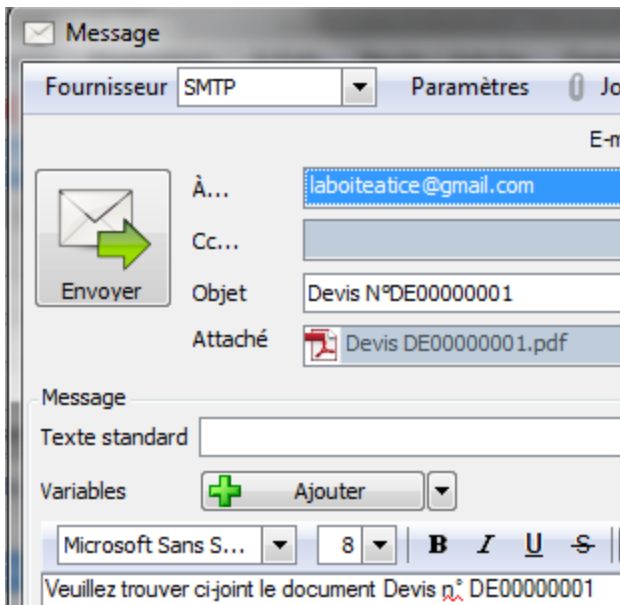 Message
Fournisseur SMTP Paramètres
E-m
À... laboiteatice@gmail.com
Cc...
Envoyer
Objet Devis N°DE00000001
Attaché Devis DE00000001.pdf
Message
Texte standard
Variables Ajouter
Microsoft Sans S... 8 B I U S
Veuillez trouver ci-joint le document Devis n° DE00000001